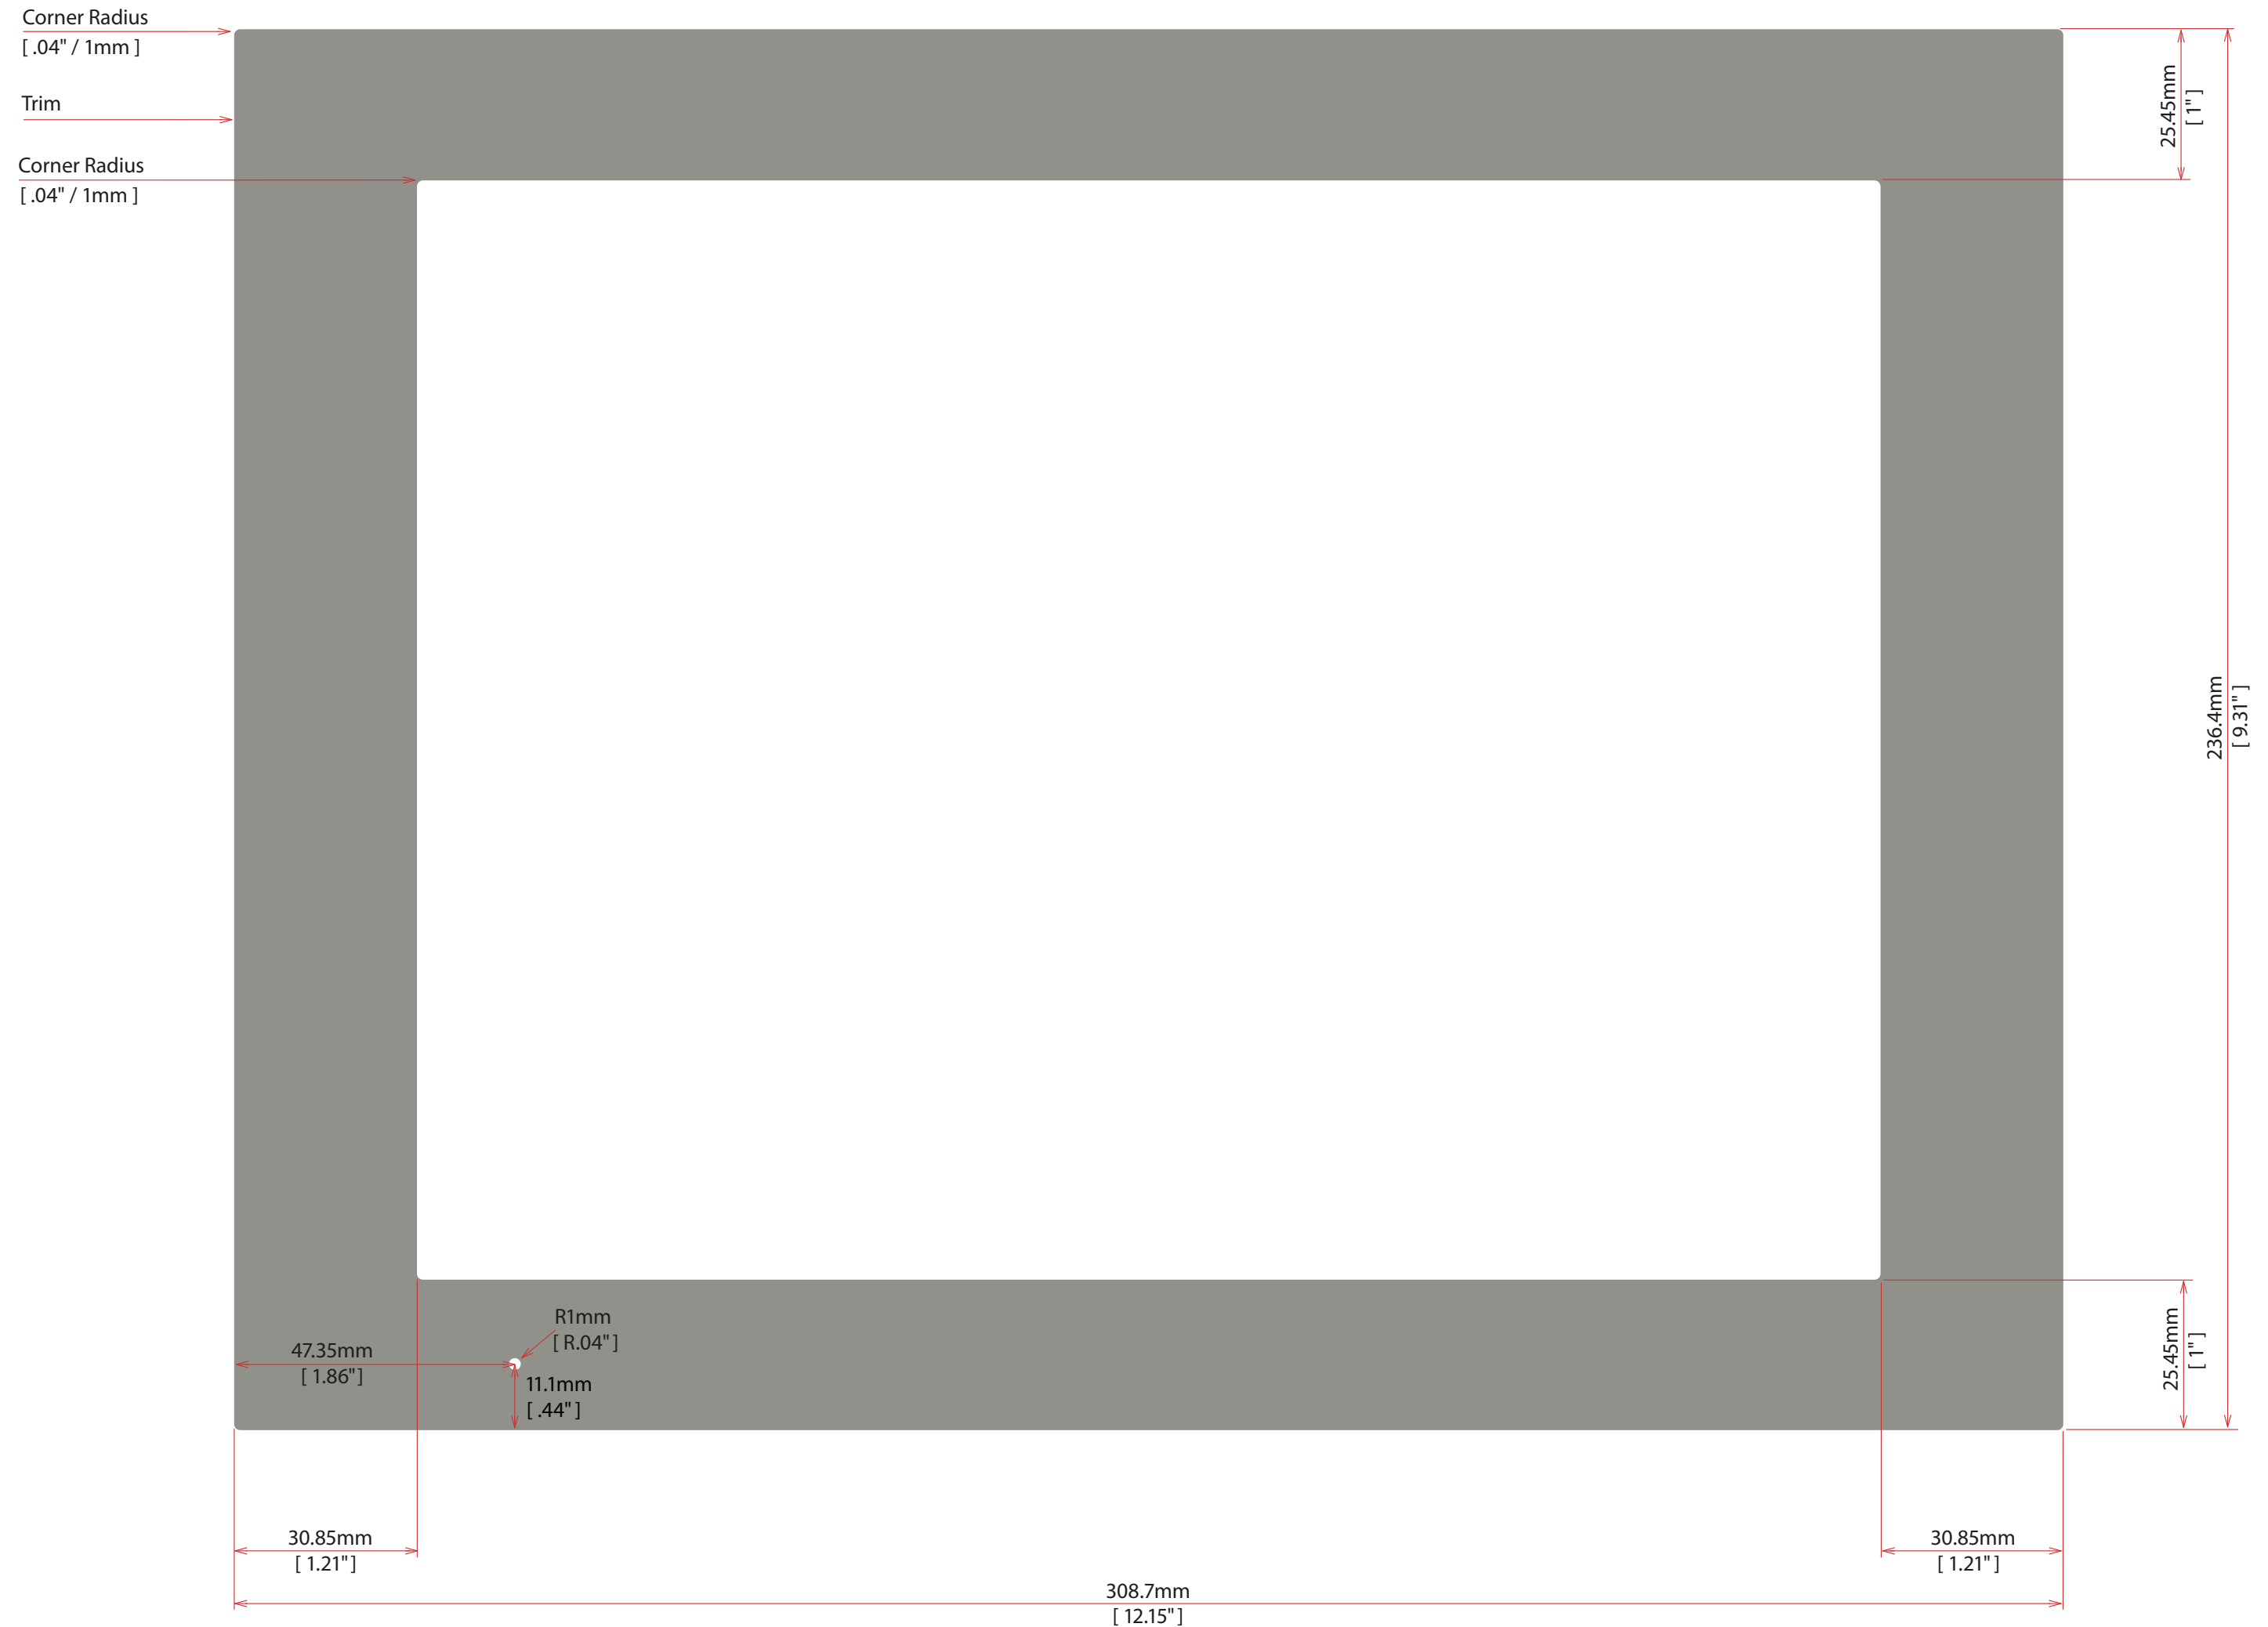 Corner Radius
[ .04" / 1mm ]
Trim
Corner Radius
[ .04" / 1mm ]
25.45mm
[ 1" ]
236.4mm
[ 9.31" ]
R1mm
[ R.04" ]
47.35mm
[ 1.86" ]
11.1mm
[ .44" ]
25.45mm
[ 1" ]
30.85mm
[ 1.21" ]
30.85mm
[ 1.21" ]
308.7mm
[ 12.15" ]